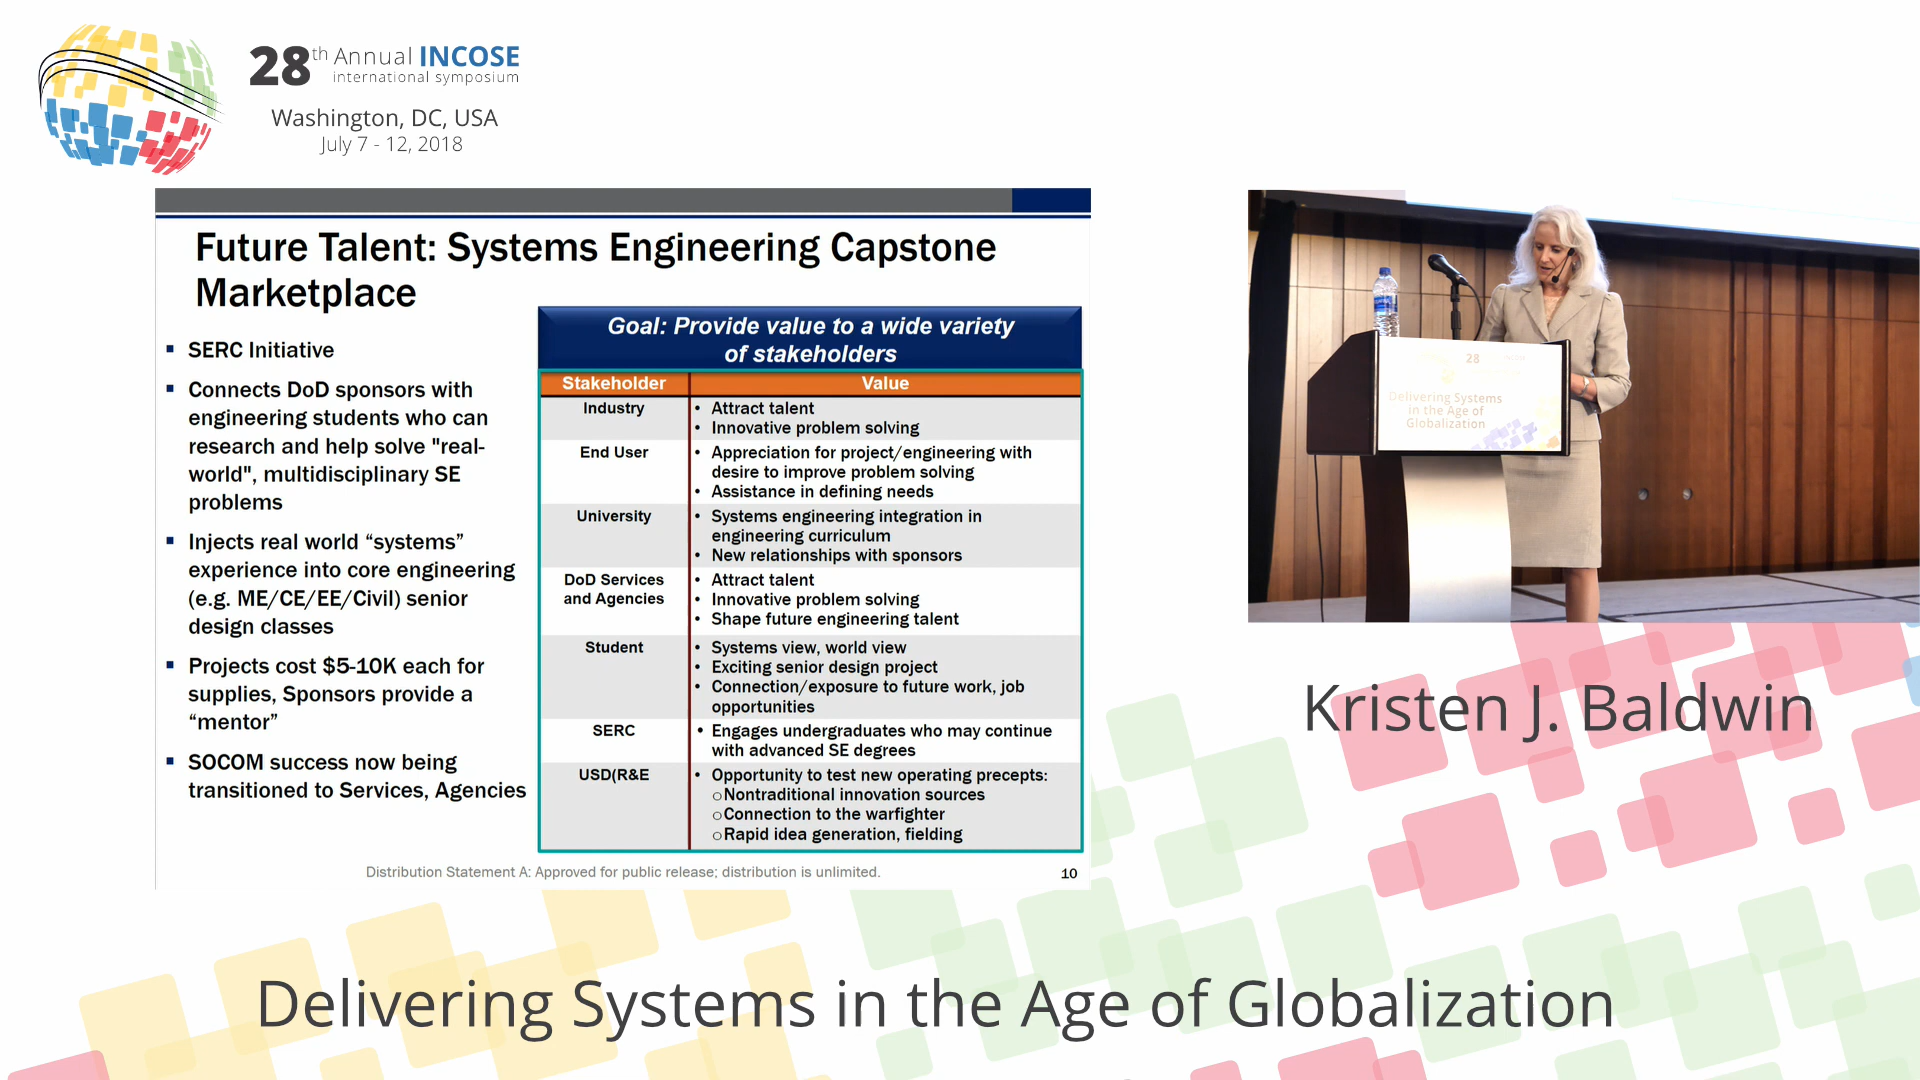 28th Annual INCOSE
international symposium
Washington, DC, USA
July 7 - 12, 2018
Future Talent: Systems Engineering Capstone
Marketplace
▪ SERC Initiative
▪ Connects DoD sponsors with
engineering students who can
research and help solve "real-
world", multidisciplinary SE
problems
▪ Injects real world “systems”
experience into core engineering
(e.g. ME/CE/EE/Civil) senior
design classes
▪ Projects cost $5-10K each for
supplies, Sponsors provide a
“mentor”
▪ SOCOM success now being
transitioned to Services, Agencies
Goal: Provide value to a wide variety
of stakeholders
Stakeholder Value
Industry • Attract talent
• Innovative problem solving
End User • Appreciation for project/engineering with
desire to improve problem solving
• Assistance in defining needs
University • Systems engineering integration in
engineering curriculum
• New relationships with sponsors
DoD Services • Attract talent
and Agencies • Innovative problem solving
• Shape future engineering talent
Student • Systems view, world view
• Exciting senior design project
• Connection/exposure to future work, job
opportunities
SERC • Engages undergraduates who may continue
with advanced SE degrees
USD(R&E • Opportunity to test new operating precepts:
○Nontraditional innovation sources
○Connection to the warfighter
○Rapid idea generation, fielding
Distribution Statement A: Approved for public release; distribution is unlimited.
10
28
Delivering Systems
in the Age of
Globalization
Kristen J. Baldwin
Delivering Systems in the Age of Globalization